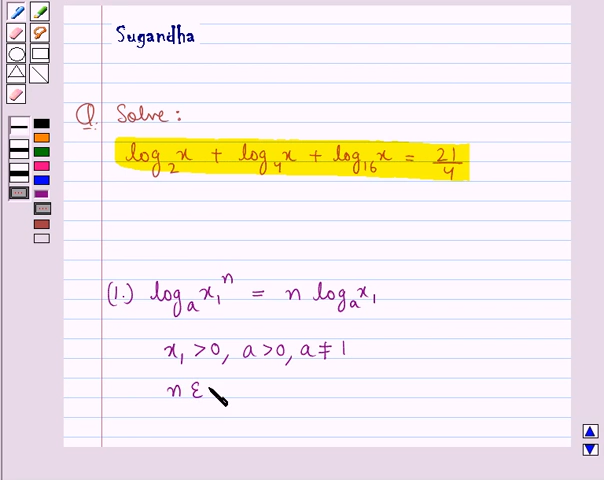 Sugandha
Q. Solve :
log₂x + log₄x + log₁₆x = 21/4
(1.) logₐx₁ⁿ = n logₐx₁
x₁ >0, a >0, a ≠ 1
n ε